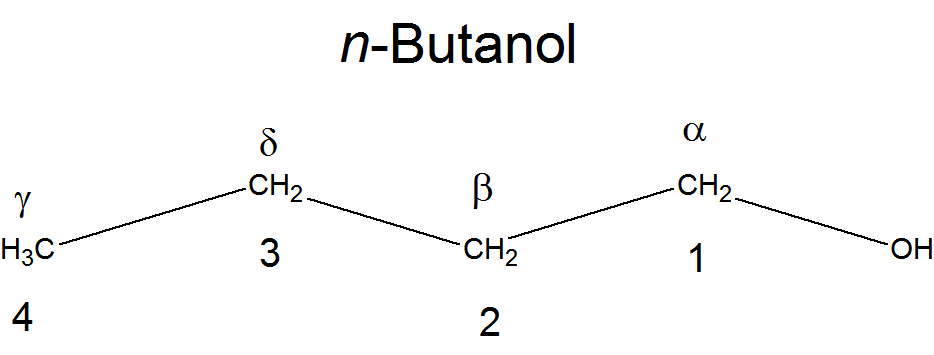 n-Butanol
α
δ
CH2
CH2
γ
β
H3C
CH2
OH
3
1
4
2